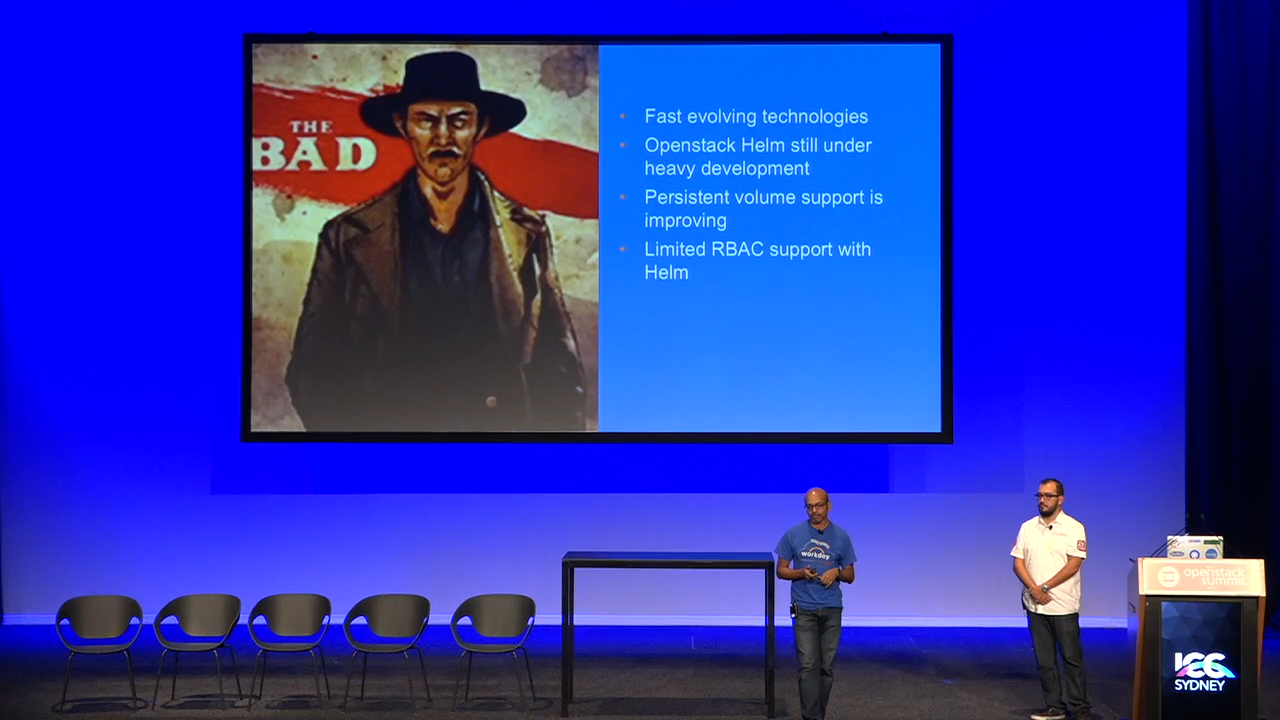 THE
BAD
Fast evolving technologies
Openstack Helm still under
heavy development
Persistent volume support is
improving
Limited RBAC support with
Helm
workday
openstack
summit
ICC
SYDNEY